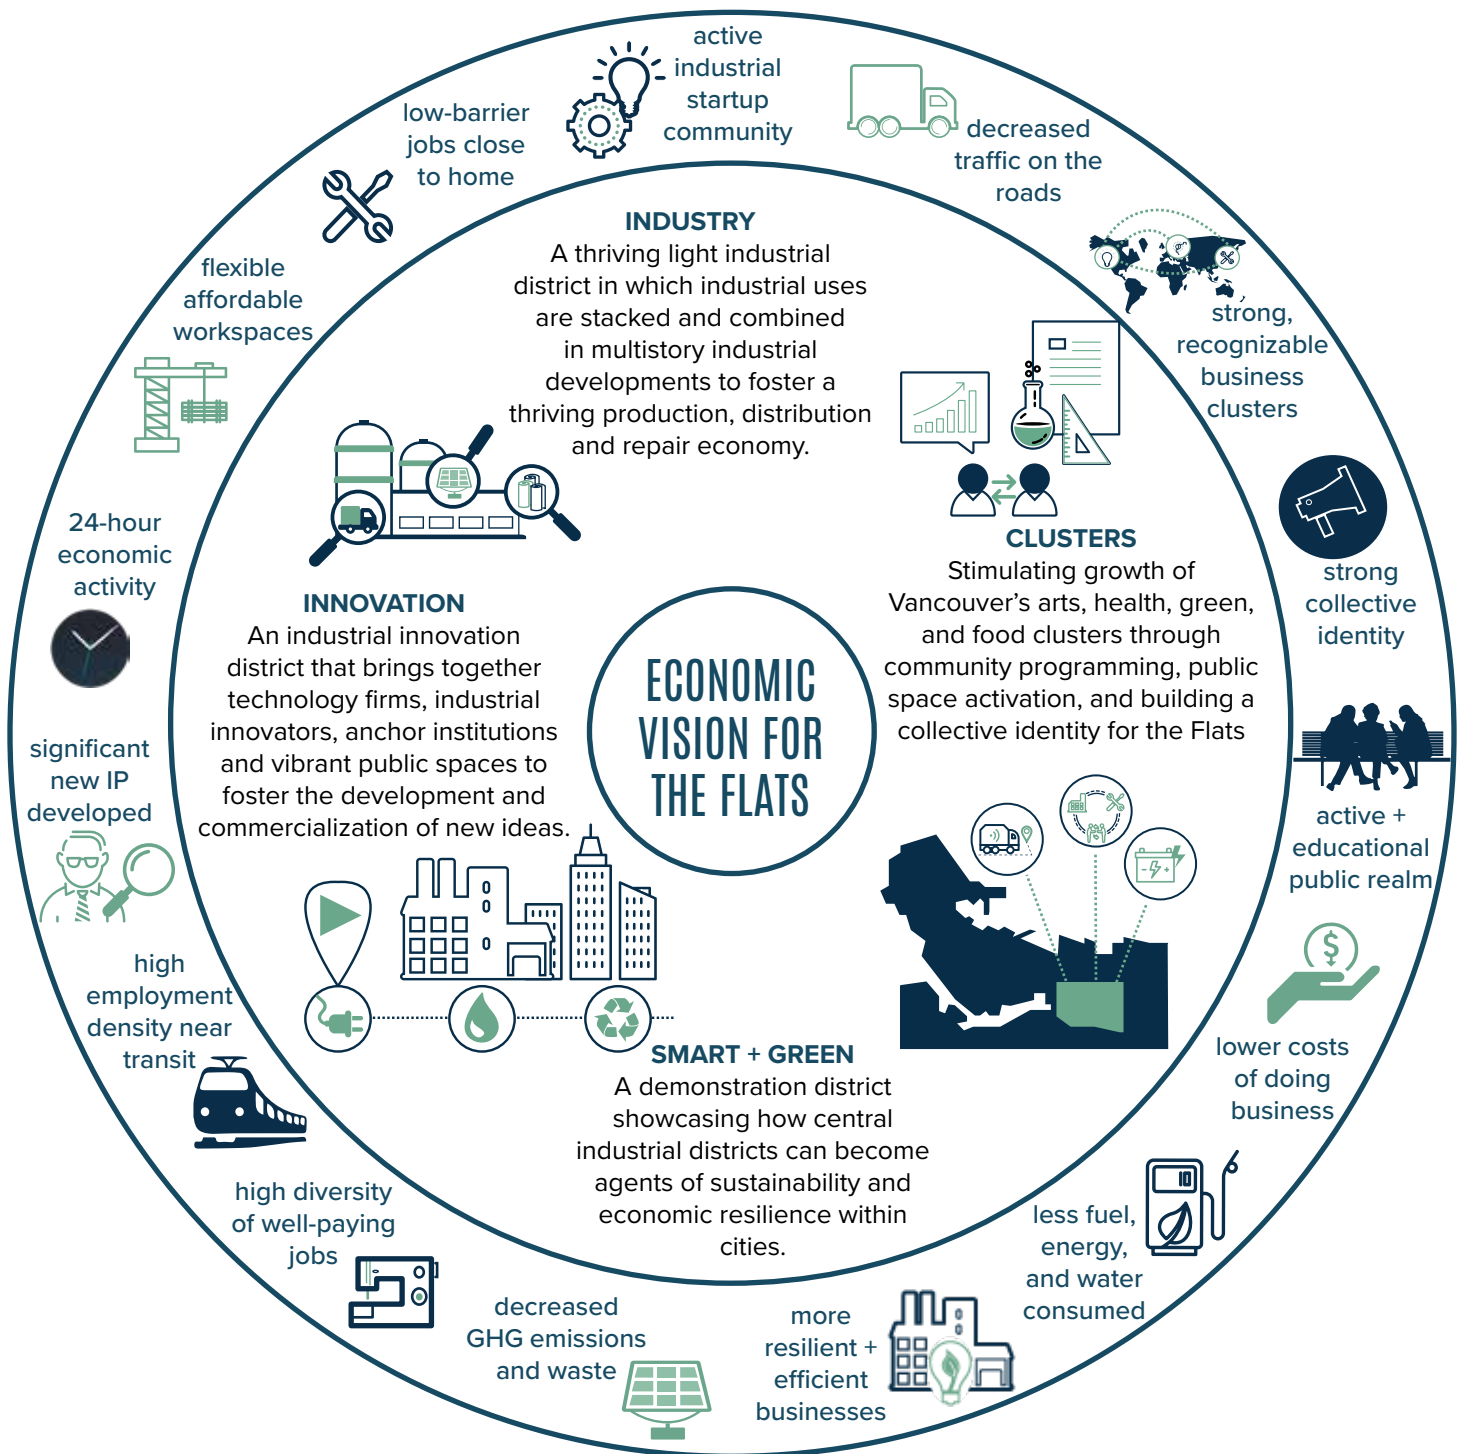 active
industrial
startup
community
decreased
traffic on the
roads
strong,
recognizable
business
clusters
strong
collective
identity
active +
educational
public realm
$
lower costs
of doing
business
less fuel,
energy,
and water
consumed
more
resilient +
efficient
businesses
decreased
GHG emissions
and waste
high diversity
of well-paying
jobs
high
employment
density near
transit
significant
new IP
developed
24-hour
economic
activity
flexible
affordable
workspaces
low-barrier
jobs close
to home
INDUSTRY
A thriving light industrial
district in which industrial uses
are stacked and combined
in multistory industrial
developments to foster a
thriving production, distribution
and repair economy.
CLUSTERS
Stimulating growth of
Vancouver's arts, health, green,
and food clusters through
community programming, public
space activation, and building a
collective identity for the Flats
- +
SMART + GREEN
A demonstration district
showcasing how central
industrial districts can become
agents of sustainability and
economic resilience within
cities.
INNOVATION
An industrial innovation
district that brings together
technology firms, industrial
innovators, anchor institutions
and vibrant public spaces to
foster the development and
commercialization of new ideas.
ECONOMIC
VISION FOR
THE FLATS